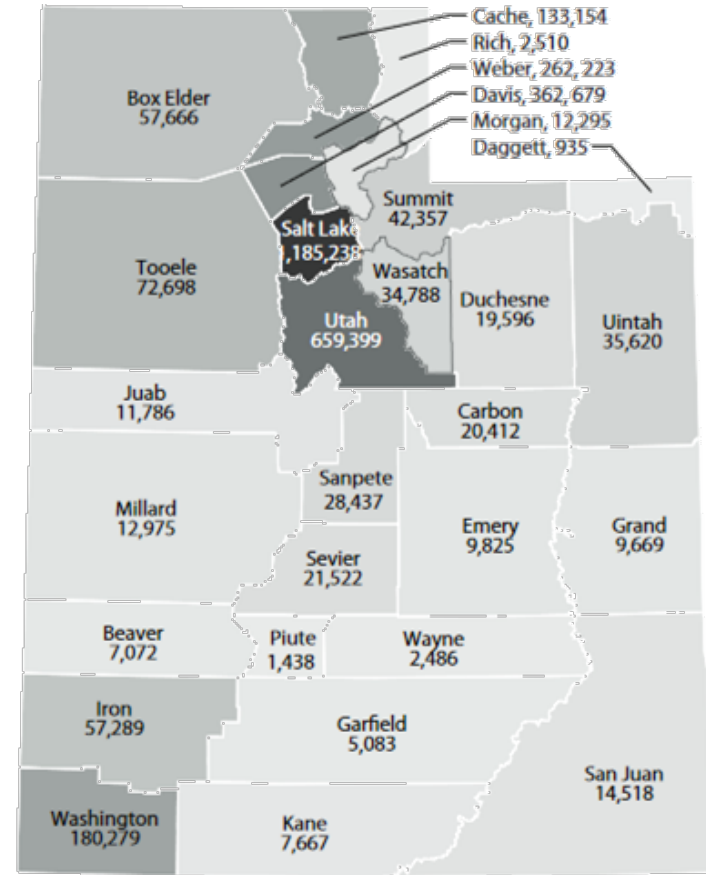 Cache, 133,154
Rich, 2,510
Weber, 262, 223
Davis, 362, 679
Morgan, 12,295
Daggett, 935
Box Elder
57,666
Summit
42,357
Salt Lake
1,185,238
Tooele
72,698
Wasatch
34,788
Duchesne
19,596
Uintah
35,620
Utah
659,399
Juab
11,786
Carbon
20,412
Sanpete
28,437
Millard
12,975
Emery
9,825
Grand
9,669
Sevier
21,522
Beaver
7,072
Piute
1,438
Wayne
2,486
Iron
57,289
Garfield
5,083
San Juan
14,518
Washington
180,279
Kane
7,667